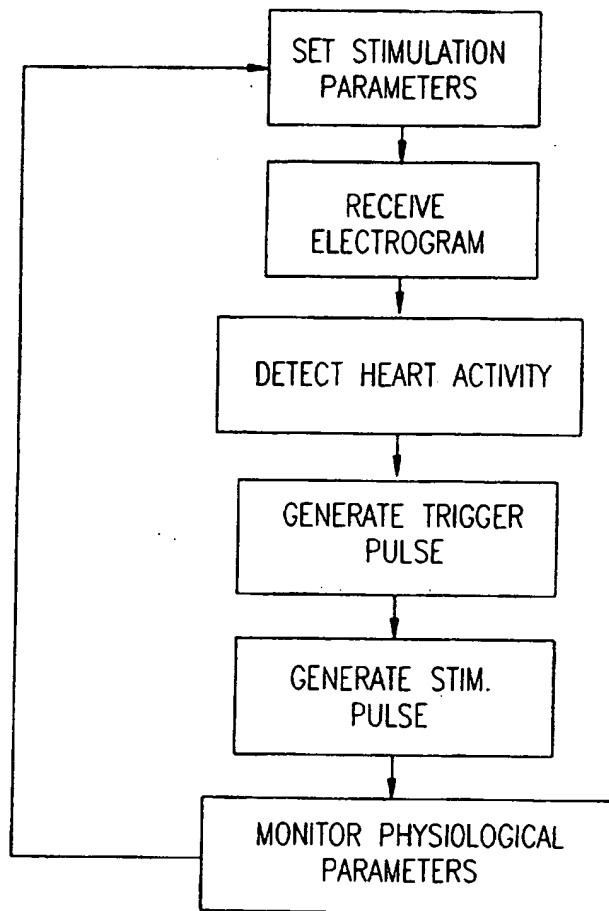 SET STIMULATION
PARAMETERS
RECEIVE
ELECTROGRAM
DETECT HEART ACTIVITY
GENERATE TRIGGER
PULSE
GENERATE STIM.
PULSE
MONITOR PHYSIOLOGICAL
PARAMETERS